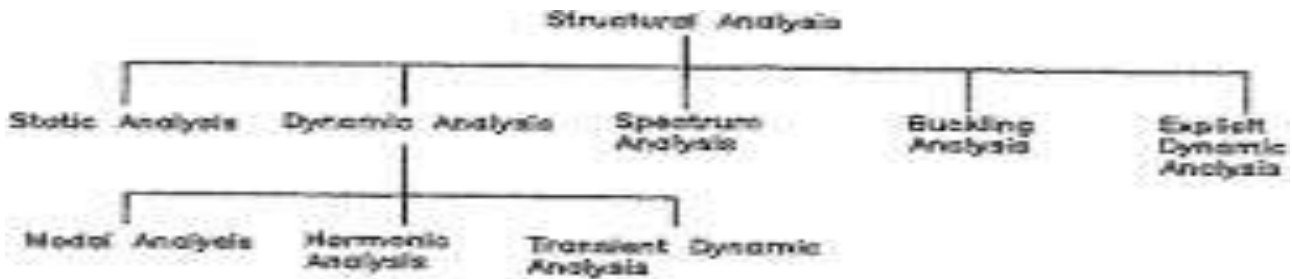 Structural Analysis
Static Analysis
Dynamic Analysis
Spectrum
Analysis
Buckling
Analysis
Explicit
Dynamic
Analysis
Modal Analysis
Harmonic
Analysis
Transient Dynamic
Analysis